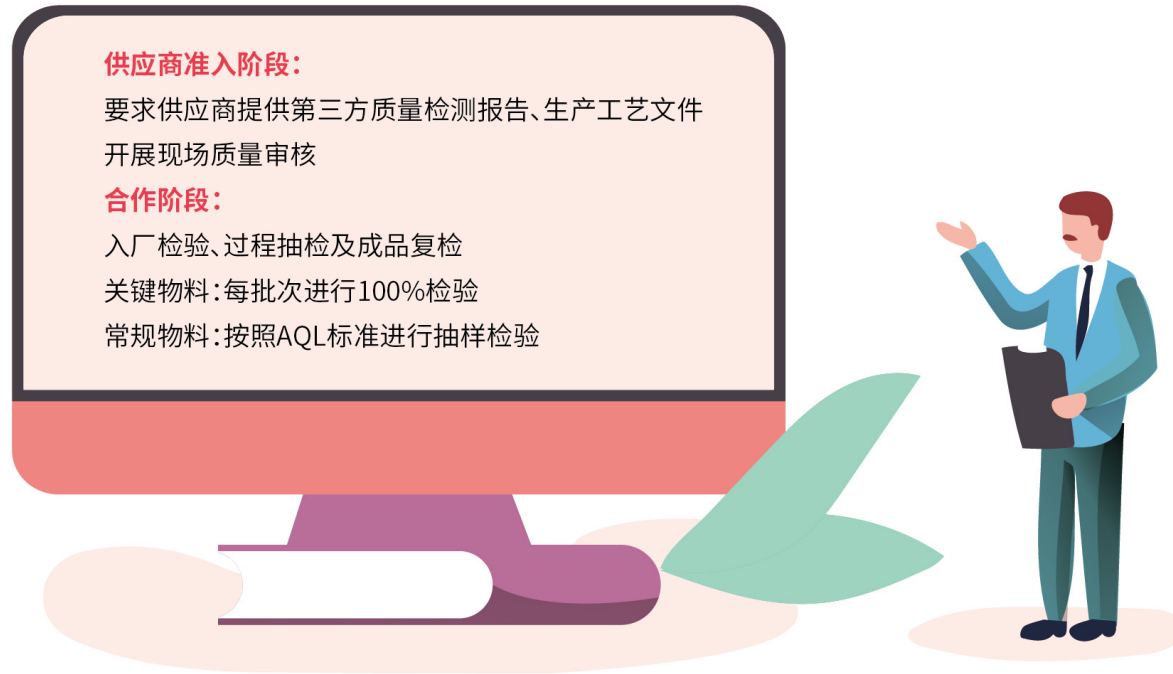 供应商准入阶段：
要求供应商提供第三方质量检测报告、生产工艺文件
开展现场质量审核
合作阶段：
入厂检验、过程抽检及成品复检
关键物料：每批次进行100%检验
常规物料：按照AQL标准进行抽样检验